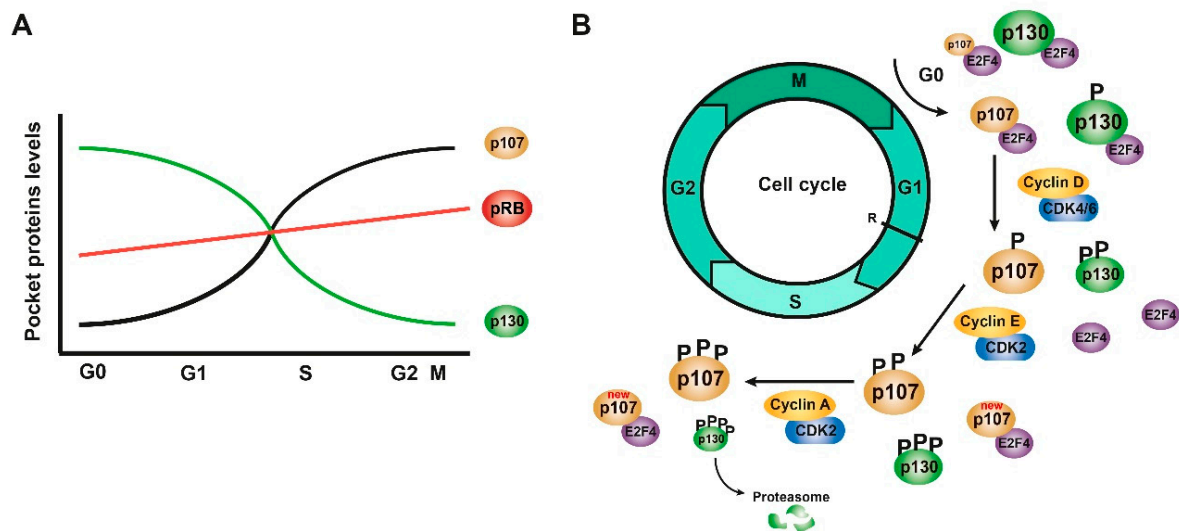 A
Pocket proteins levels
p107
pRB
p130
G0 G1 S G2 M
B
p107
E2F4
p130
E2F4
G0
p107
E2F4
P
p130
E2F4
M
G2
Cell cycle
G1
R
S
Cyclin D
CDK4/6
P
p107
PP
p130
Cyclin E
CDK2
E2F4
E2F4
PPP
p107
Cyclin A
CDK2
PP
p107
new
p107
E2F4
new
p107
E2F4
PPPP
p130
PPP
p130
Proteasome